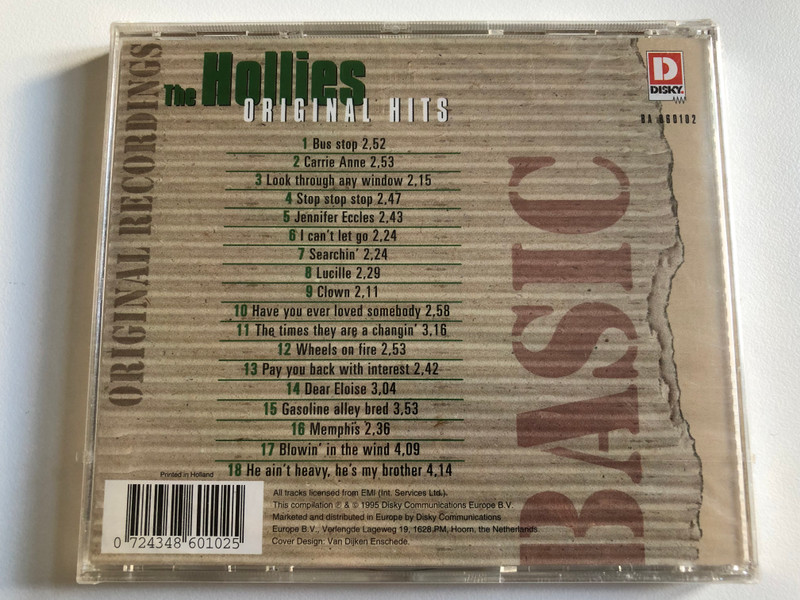 The Hollies
ORIGINAL HITS
ORIGINAL RECORDINGS
D
DISKY
BA 860102
BASIC
1 Bus stop 2,52
2 Carrie Anne 2,53
3 Look through any window 2,15
4 Stop stop stop 2,47
5 Jennifer Eccles 2,43
6 I can't let go 2,24
7 Searchin' 2,24
8 Lucille 2,29
9 Clown 2,11
10 Have you ever loved somebody 2,58
11 The times they are a changin' 3,16
12 Wheels on fire 2,53
13 Pay you back with interest 2,42
14 Dear Eloise 3,04
15 Gasoline alley bred 3,53
16 Memphis 2,36
17 Blowin' in the wind 4,09
18 He ain't heavy, he's my brother 4,14
Printed in Holland
0 724348 601025
All tracks licensed from EMI (Int. Services Ltd.).
This compilation ℗ & © 1995 Disky Communications Europe B.V.
Marketed and distributed in Europe by Disky Communications
Europe B.V., Verlengde Lageweg 19, 1628 PM, Hoorn, the Netherlands.
Cover Design: Van Dijken Enschede.